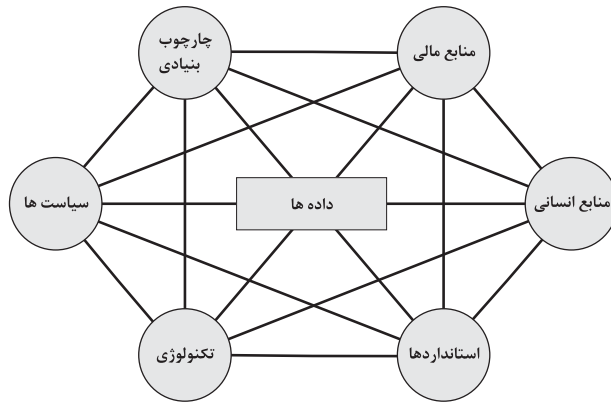 منابع مالی
چارچوب
بنیادی
منابع انسانی
داده ها
سیاست ها
استانداردها
تکنولوژی